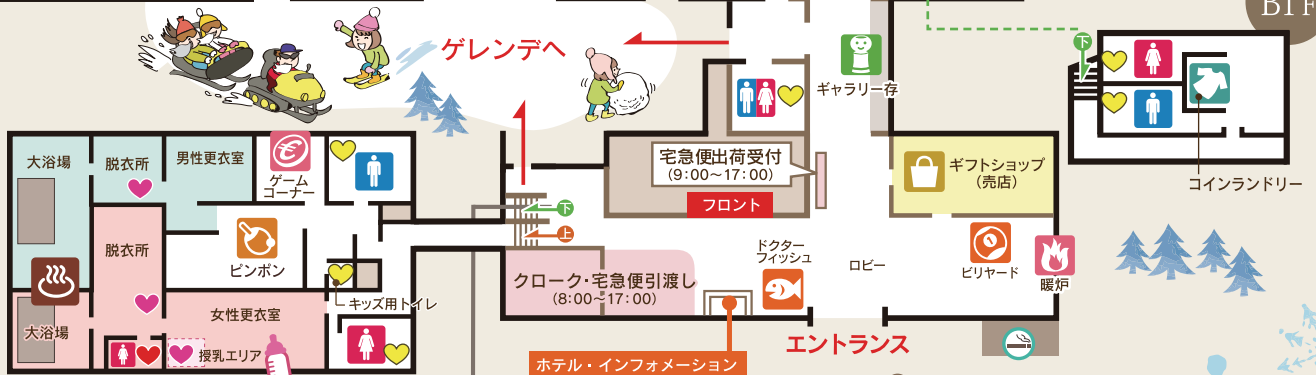 B1F
ゲレンデへ
下
ギャラリー存
大浴場
脱衣所
男性更衣室
ゲーム
コーナー
宅急便出荷受付
(9:00〜17:00)
フロント
ギフトショップ
(売店)
コインランドリー
下
上
脱衣所
ピンポン
クローク・宅急便引渡し
(8:00〜17:00)
ドクター
フィッシュ
ロビー
ビリヤード
暖炉
キッズ用トイレ
大浴場
女性更衣室
授乳エリア
エントランス
ホテル・インフォメーション